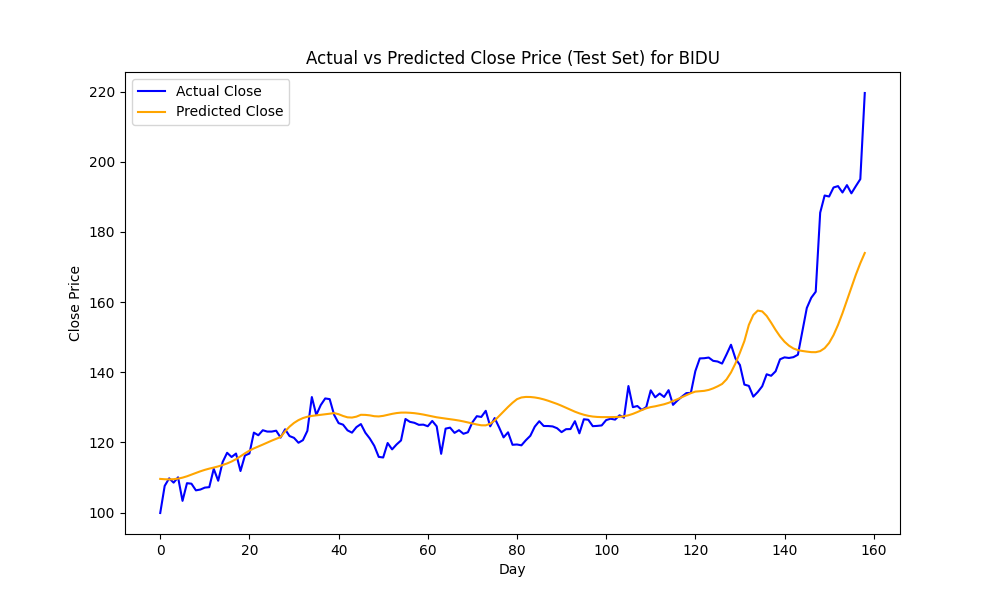 Actual vs Predicted Close Price (Test Set) for BIDU
Actual Close
Predicted Close
220
200
180
160
140
120
100
Close Price
0 20 40 60 80 100 120 140 160
Day